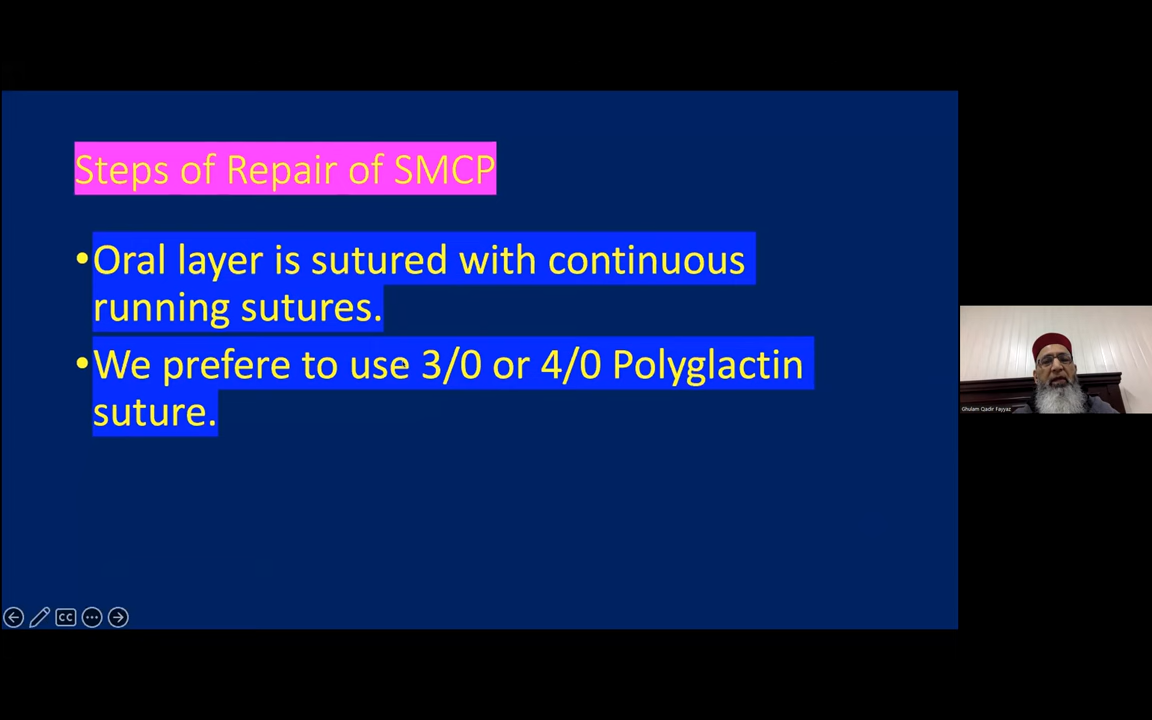 Steps of Repair of SMCP
•Oral layer is sutured with continuous
running sutures.
•We prefere to use 3/0 or 4/0 Polyglactin
suture.
CC
Ghulam Qadir Fayyaz